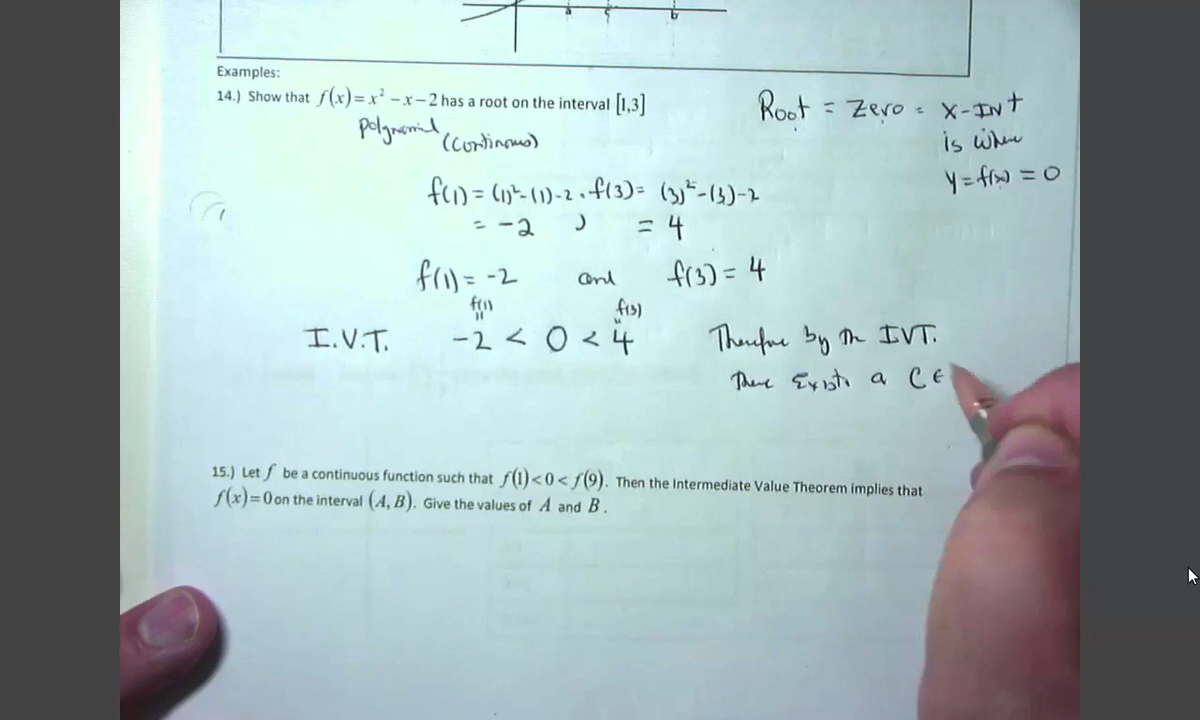 a c b
Examples:
14.) Show that f(x)=x²−x−2 has a root on the interval [1,3]
Root = Zero = x-INT
is where
y=f(x)=0
Polynomial (Continuous)
f(1)=(1)²-(1)-2, f(3)= (3)²-(3)-2
= -2 , = 4
f(1)=-2 and f(3)=4
f(1) f(3)
I.V.T. -2 < 0 < 4
Therefore by the IVT.
There Exists a C ∈
15.) Let f be a continuous function such that f(1)<0<f(9). Then the Intermediate Value Theorem implies that
f(x)=0 on the interval (A,B). Give the values of A and B.